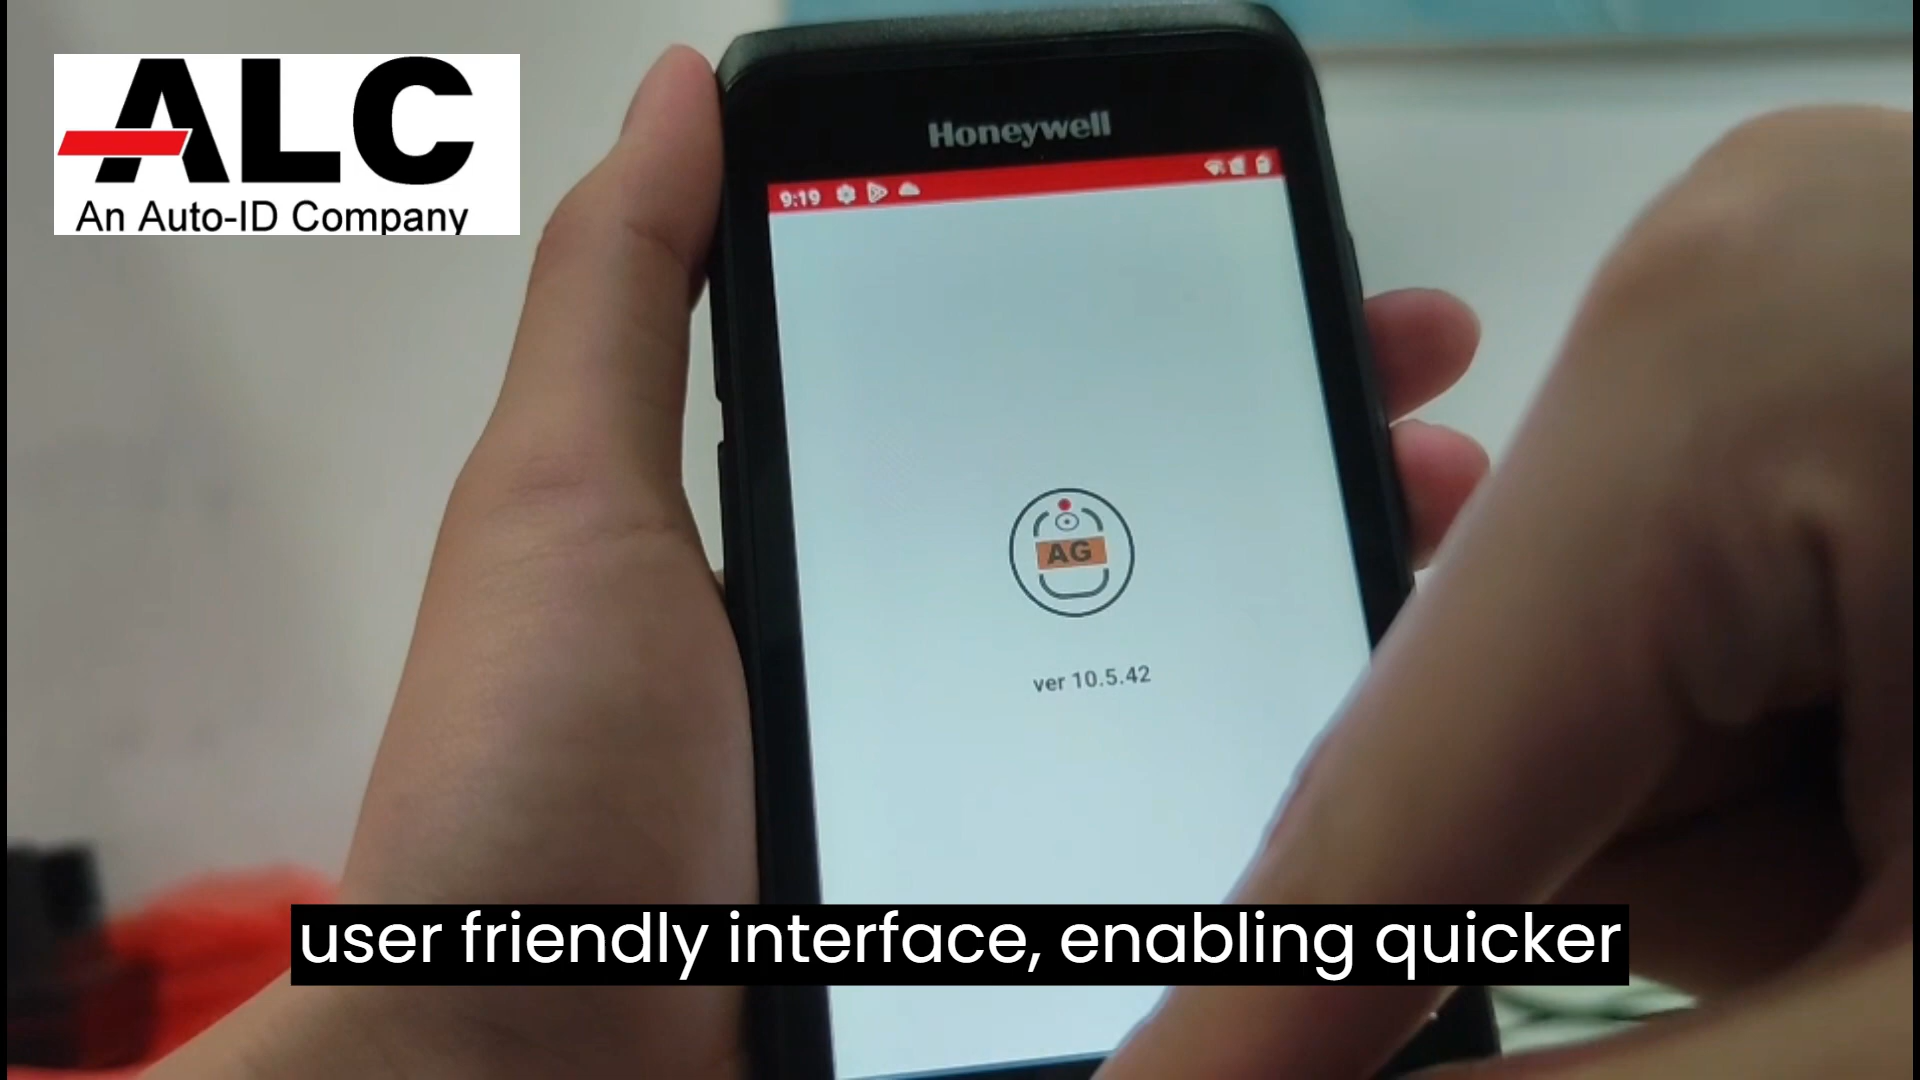 ALC
An Auto-ID Company
Honeywell
9:19
AG
ver 10.5.42
user friendly interface, enabling quicker